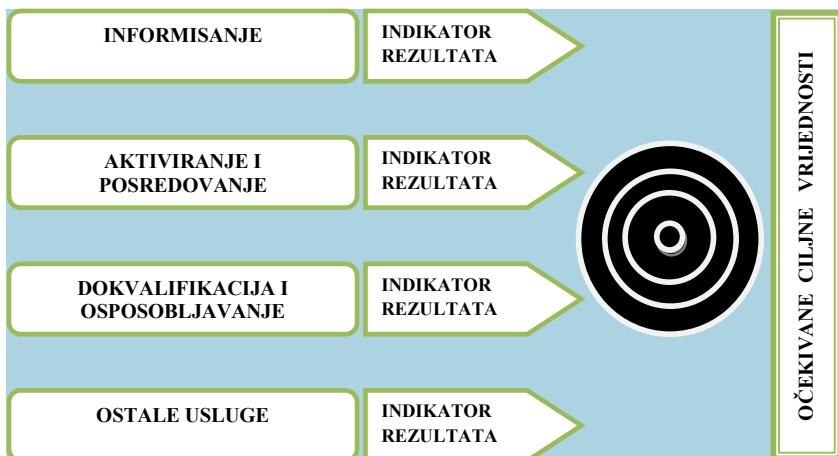 INFORMISANJE
INDIKATOR
REZULTATA
AKTIVIRANJE I
POSREDOVANJE
INDIKATOR
REZULTATA
DOKVALIFIKACIJA I
OSPOSOBLJAVANJE
INDIKATOR
REZULTATA
OSTALE USLUGE
INDIKATOR
REZULTATA
OČEKIVANE CILJNE VRIJEDNOSTI